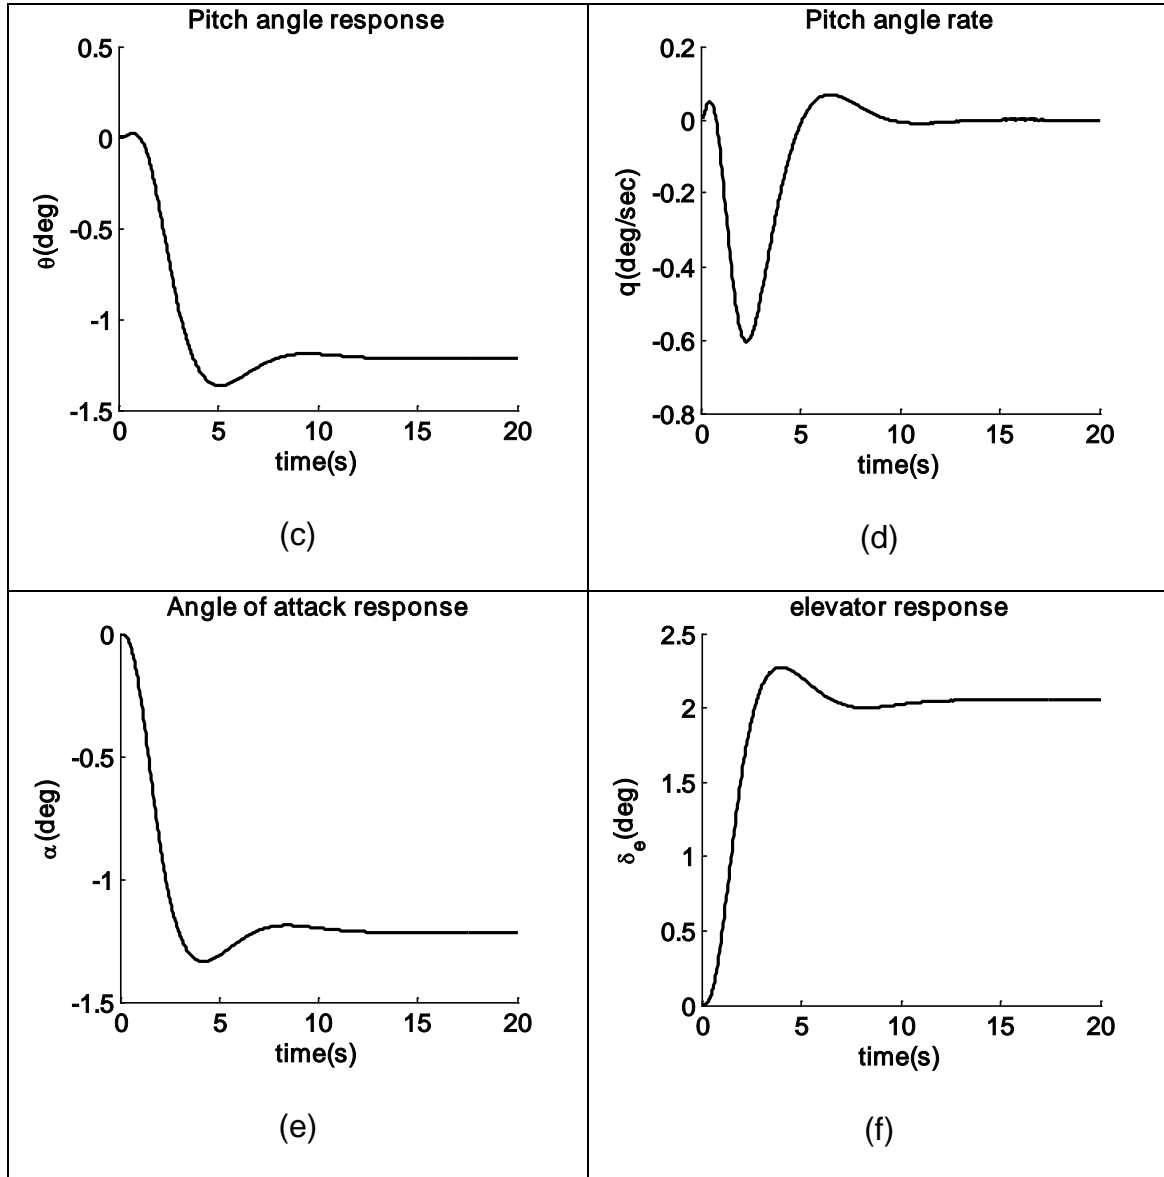 Pitch angle response
0.5
0
-0.5
-1
-1.5
θ(deg)
0 5 10 15 20
time(s)
(c)
Pitch angle rate
0.2
0
-0.2
-0.4
-0.6
-0.8
q(deg/sec)
0 5 10 15 20
time(s)
(d)
Angle of attack response
0
-0.5
-1
-1.5
α(deg)
0 5 10 15 20
time(s)
(e)
elevator response
2.5
2
1.5
1
0.5
0
δe(deg)
0 5 10 15 20
time(s)
(f)